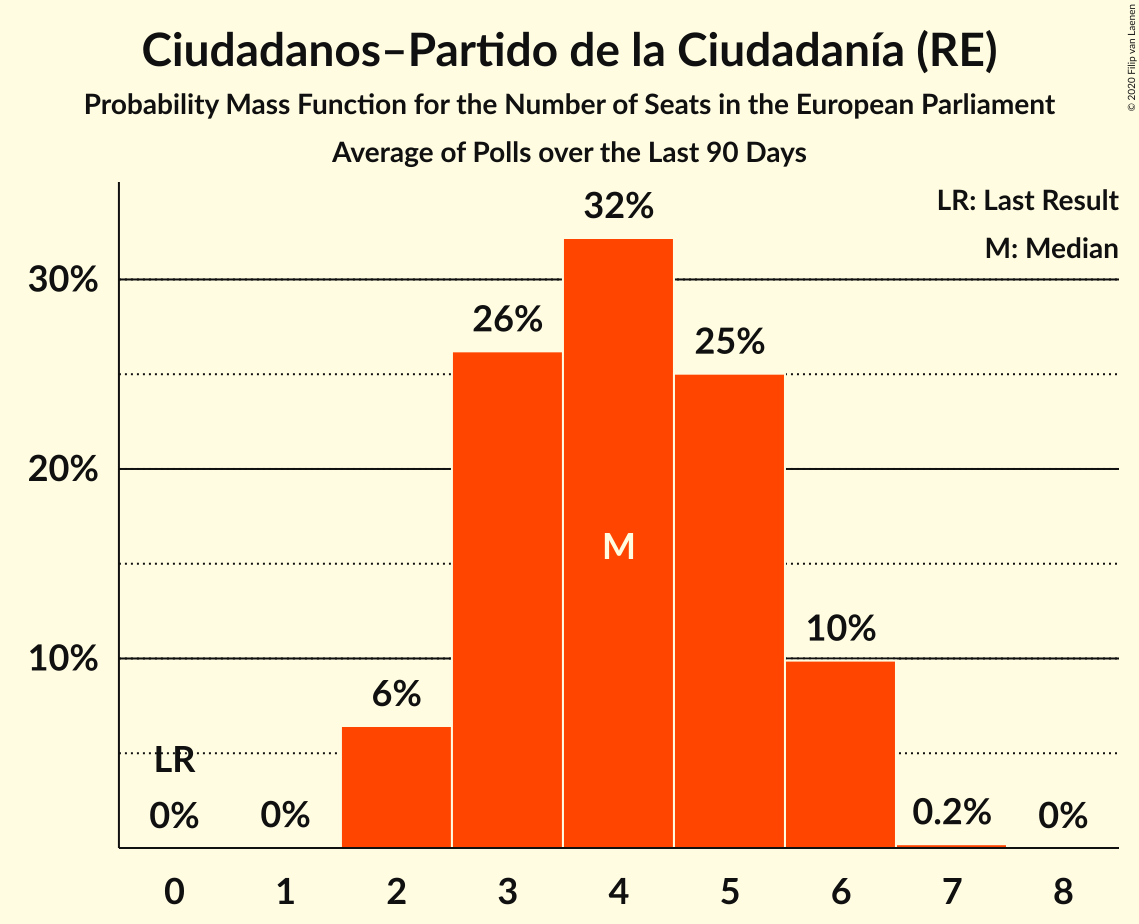 Ciudadanos–Partido de la Ciudadanía (RE)
Probability Mass Function for the Number of Seats in the European Parliament
Average of Polls over the Last 90 Days
© 2020 Filip van Laenen
LR: Last Result
M: Median
30%
20%
10%
LR
0%
0%
6%
26%
32%
M
25%
10%
0.2%
0%
0 1 2 3 4 5 6 7 8